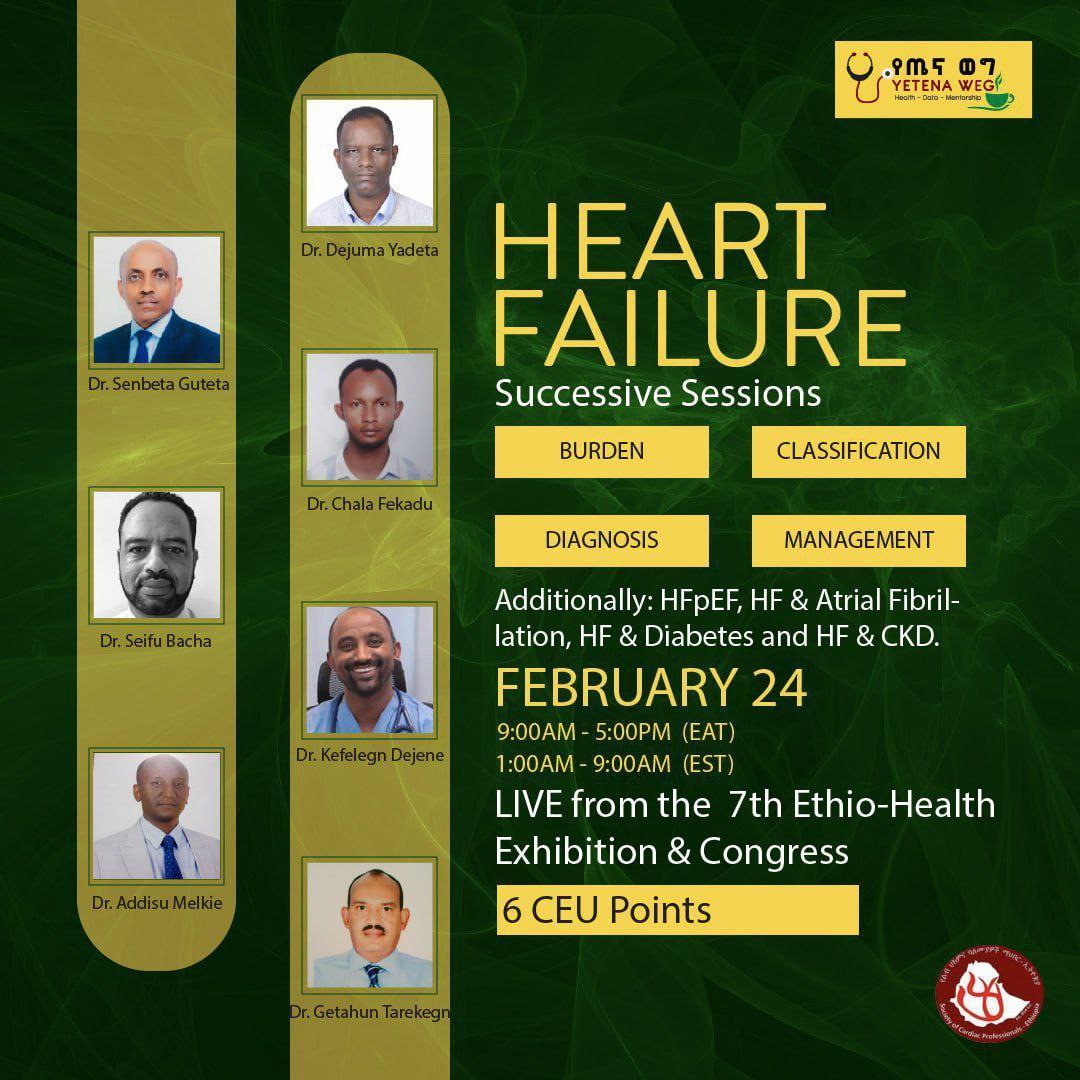 የጤና ወግ
YETENA WEG
Health - Data - Mentorship
Dr. Dejuma Yadeta
Dr. Senbeta Guteta
Dr. Chala Fekadu
Dr. Seifu Bacha
Dr. Kefelegn Dejene
Dr. Addisu Melkie
Dr. Getahun Tarekegn
HEART
FAILURE
Successive Sessions
BURDEN
CLASSIFICATION
DIAGNOSIS
MANAGEMENT
Additionally: HFpEF, HF & Atrial Fibril-
lation, HF & Diabetes and HF & CKD.
FEBRUARY 24
9:00AM - 5:00PM (EAT)
1:00AM - 9:00AM (EST)
LIVE from the 7th Ethio-Health
Exhibition & Congress
6 CEU Points
Society of Cardiac Professionals - Ethiopia